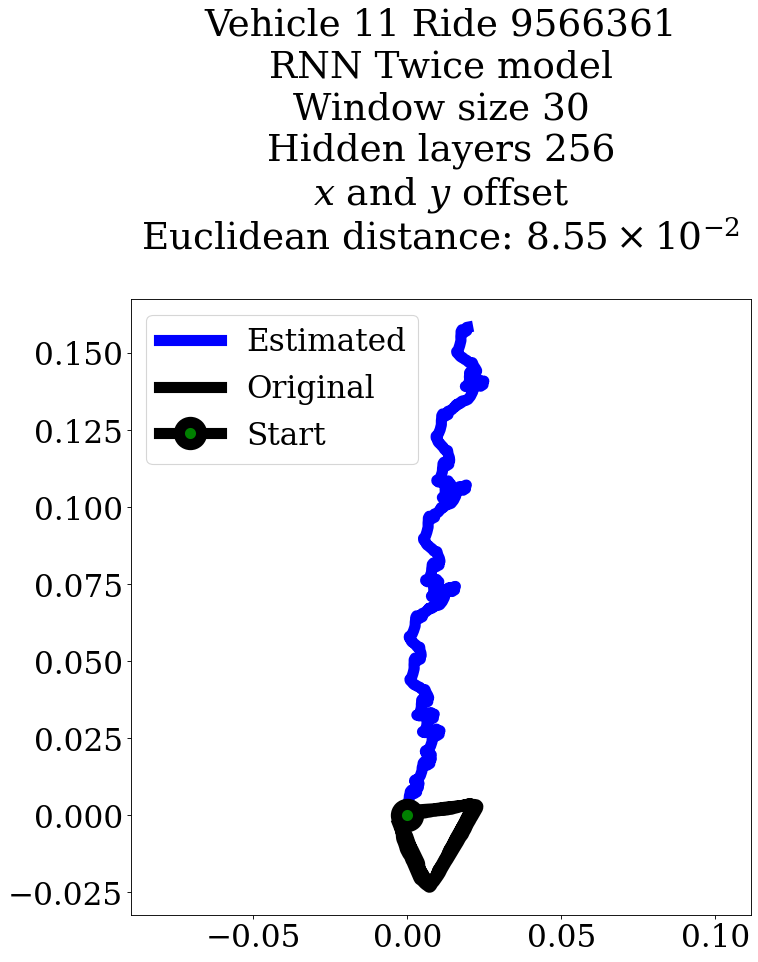 Vehicle 11 Ride 9566361
RNN Twice model
Window size 30
Hidden layers 256
x and y offset
Euclidean distance: 8.55 × 10⁻²
Estimated
Original
Start
0.150
0.125
0.100
0.075
0.050
0.025
0.000
−0.025
−0.05 0.00 0.05 0.10